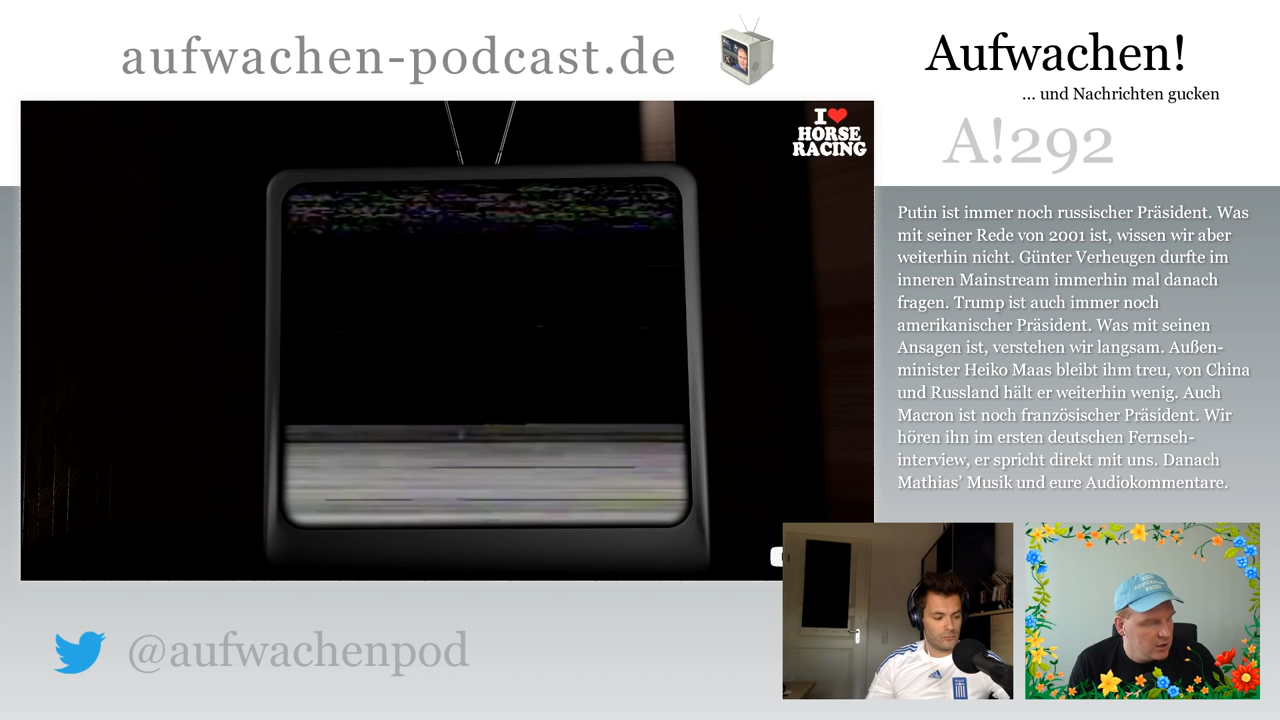 aufwachen-podcast.de
Aufwachen!
... und Nachrichten gucken
A!292
I
HORSE
RACING
Putin ist immer noch russischer Präsident. Was
mit seiner Rede von 2001 ist, wissen wir aber
weiterhin nicht. Günter Verheugen durfte im
inneren Mainstream immerhin mal danach
fragen. Trump ist auch immer noch
amerikanischer Präsident. Was mit seinen
Ansagen ist, verstehen wir langsam. Außen-
minister Heiko Maas bleibt ihm treu, von China
und Russland hält er weiterhin wenig. Auch
Macron ist noch französischer Präsident. Wir
hören ihn im ersten deutschen Fernseh-
interview, er spricht direkt mit uns. Danach
Mathias’ Musik und eure Audiokommentare.
@aufwachenpod